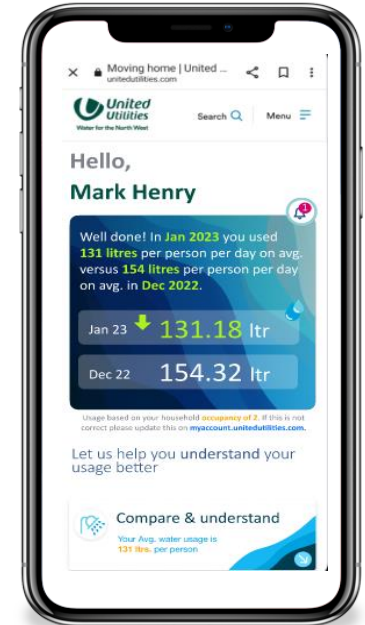 Moving home | United ...
unitedutilities.com
United
Utilities
Water for the North West
Search
Menu
Hello,
Mark Henry
1
Well done! In Jan 2023 you used
131 litres per person per day on avg.
versus 154 litres per person per day
on avg. in Dec 2022.
Jan 23 131.18 ltr
Dec 22 154.32 ltr
Usage based on your household occupancy of 2. If this is not
correct please update this on myaccount.unitedutilities.com.
Let us help you understand your
usage better
Compare & understand
Your Avg. water usage is
131 ltrs. per person